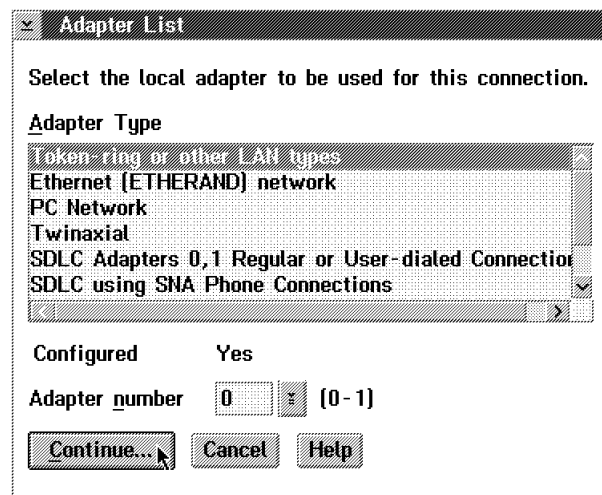 Adapter List
Select the local adapter to be used for this connection.
Adapter Type
Token-ring or other LAN types
Ethernet (ETHERAND) network
PC Network
Twinaxial
SDLC Adapters 0,1 Regular or User-dialed Connection
SDLC using SNA Phone Connections
Configured Yes
Adapter number 0 (0-1)
Continue... Cancel Help